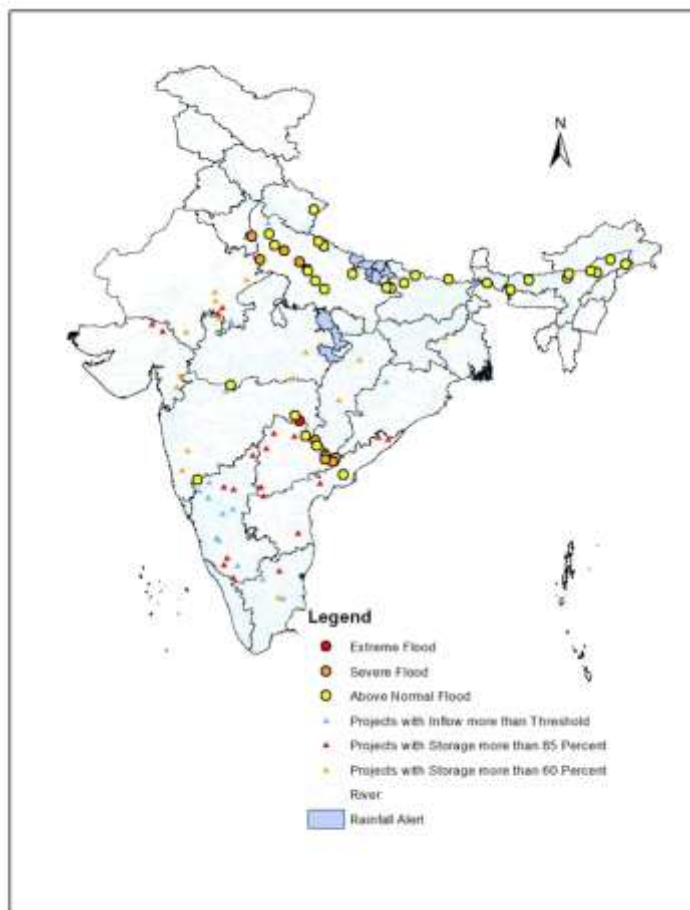 N
Legend
Extreme Flood
Severe Flood
Above Normal Flood
Projects with Inflow more than Threshold
Projects with Storage more than 85 Percent
Projects with Storage more than 60 Percent
River
Rainfall Alert